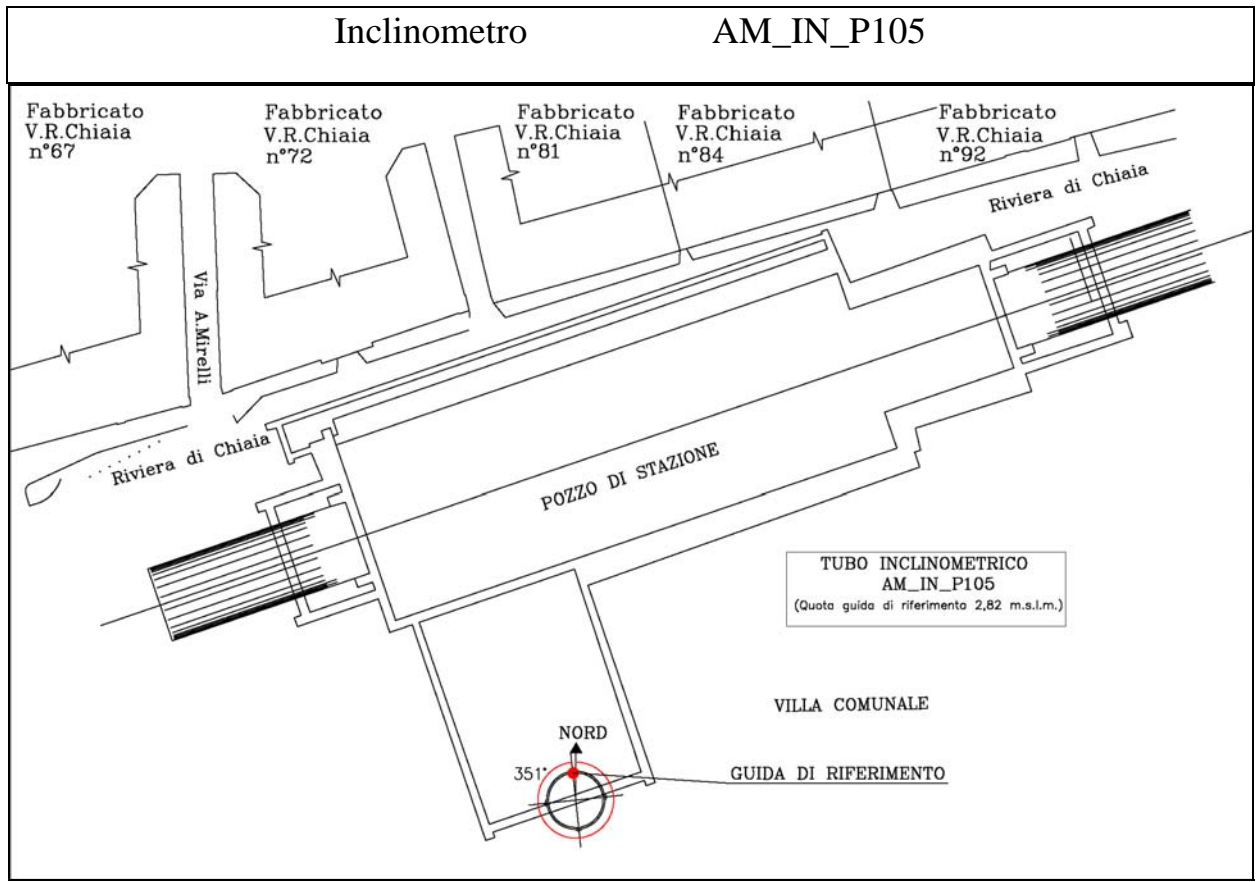 Inclinometro AM_IN_P105
Fabbricato
V.R.Chiaia
n°67
Fabbricato
V.R.Chiaia
n°72
Fabbricato
V.R.Chiaia
n°81
Fabbricato
V.R.Chiaia
n°84
Fabbricato
V.R.Chiaia
n°92
Riviera di Chiaia
Via A.Mirelli
Riviera di Chiaia
POZZO DI STAZIONE
TUBO INCLINOMETRICO
AM_IN_P105
(Quota guida di riferimento 2,82 m.s.l.m.)
VILLA COMUNALE
NORD
351°
GUIDA DI RIFERIMENTO